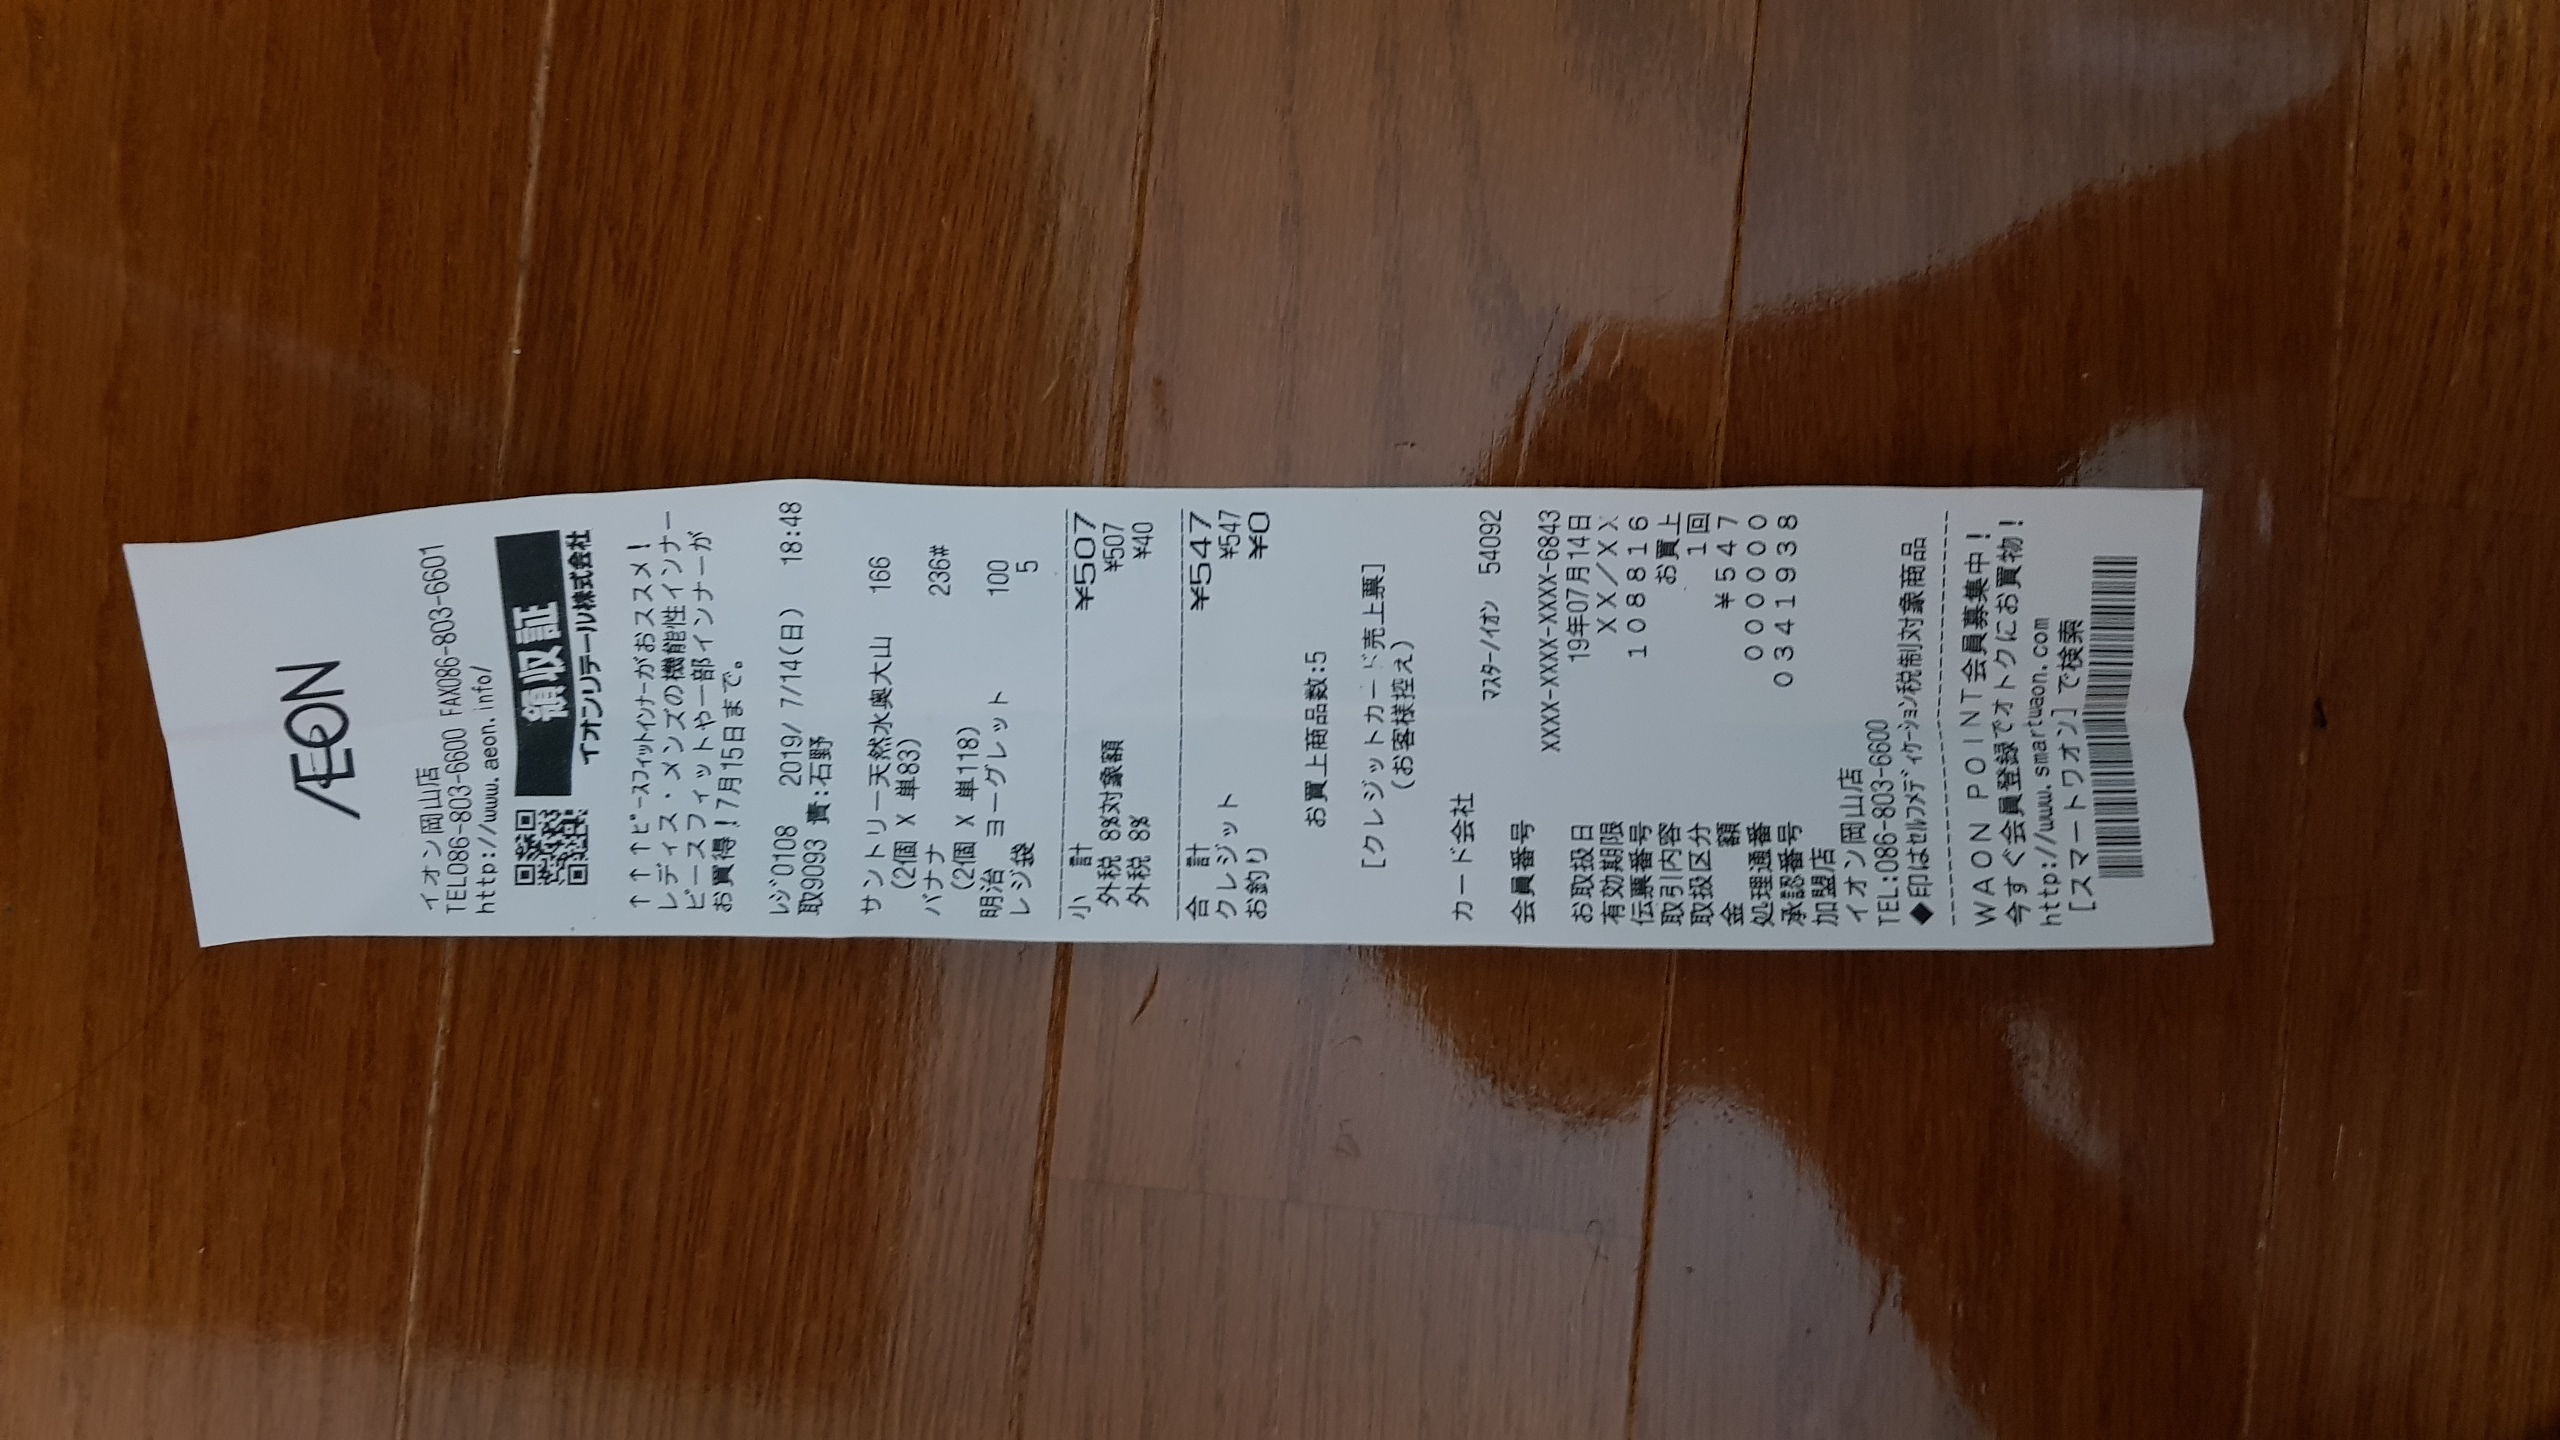 ÆON
イオン岡山店
TEL086-803-6600 FAX086-803-6601
http://www.aeon.info/
領収証
イオンリテール株式会社
↑↑↑ﾋﾟｰｽﾌｨｯﾄｲﾝﾅｰがおススメ!
レディス・メンズの機能性インナー
ピースフィットや一部インナーが
お買得!7月15日まで。
ﾚｼﾞ0108 2019/ 7/14(日) 18:48
取9093 責:石野
サントリー天然水奥大山 166
(2個 X 単83)
バナナ 236#
(2個 X 単118)
明治 ヨーグレット 100
レジ袋 5
小 計 ¥507
外税 8%対象額 ¥507
外税 8% ¥40
合 計 ¥547
クレジット ¥547
お釣り ¥0
お買上商品数:5
[クレジットカード売上票]
(お客様控え)
カード会社
ﾏｽﾀｰ/ｲｵﾝ 54092
会員番号
XXXX-XXXX-XXXX-6843
お取扱日 19年07月14日
有効期限 XX/XX
伝票番号 108816
取引内容 お買上
取扱区分 1回
金 額 ¥547
処理通番 000000
承認番号 0341938
加盟店
イオン岡山店
TEL:086-803-6600
◆印はｾﾙﾌﾒﾃﾞｨｹｰｼｮﾝ税制対象商品
WAON POINT会員募集中!
今すぐ会員登録でオトクにお買物!
http://www.smartwaon.com
[スマートワオン]で検索